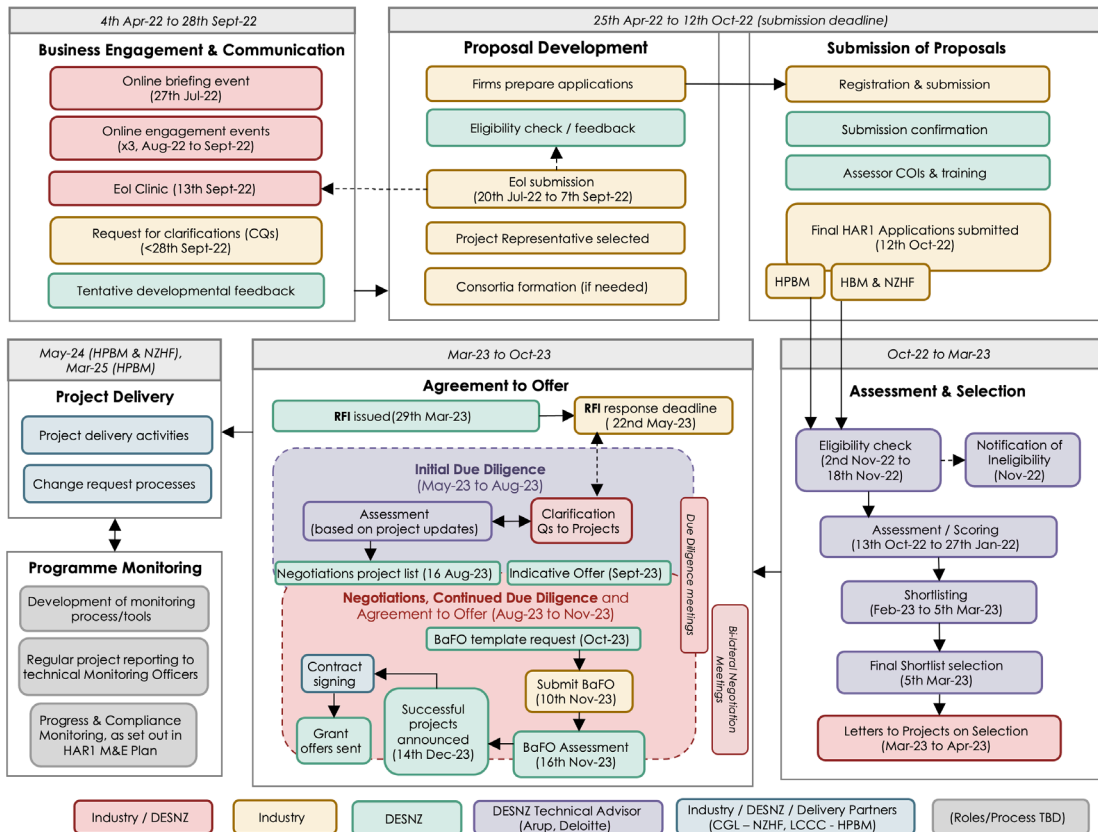 4th Apr-22 to 28th Sept-22
Business Engagement & Communication
Online briefing event
(27th Jul-22)
Online engagement events
(x3, Aug-22 to Sept-22)
EoI Clinic (13th Sept-22)
Request for clarifications (CQs)
(<28th Sept-22)
Tentative developmental feedback
25th Apr-22 to 12th Oct-22 (submission deadline)
Proposal Development
Firms prepare applications
Eligibility check / feedback
EoI submission
(20th Jul-22 to 7th Sept-22)
Project Representative selected
Consortia formation (if needed)
Submission of Proposals
Registration & submission
Submission confirmation
Assessor COIs & training
Final HAR1 Applications submitted
(12th Oct-22)
HPBM
HBM & NZHF
May-24 (HPBM & NZHF),
Mar-25 (HPBM)
Project Delivery
Project delivery activities
Change request processes
Programme Monitoring
Development of monitoring
process/tools
Regular project reporting to
technical Monitoring Officers
Progress & Compliance
Monitoring, as set out in
HAR1 M&E Plan
Mar-23 to Oct-23
Agreement to Offer
RFI issued(29th Mar-23)
RFI response deadline
( 22nd May-23)
Initial Due Diligence
(May-23 to Aug-23)
Assessment
(based on project updates)
Clarification
Qs to Projects
Negotiations project list (16 Aug-23)
Indicative Offer (Sept-23)
Negotiations, Continued Due Diligence and
Agreement to Offer (Aug-23 to Nov-23)
BaFO template request (Oct-23)
Contract
signing
Submit BaFO
(10th Nov-23)
Grant
offers sent
Successful
projects
announced
(14th Dec-23)
BaFO Assessment
(16th Nov-23)
Due Diligence meetings
Bi-lateral Negotiation
Meetings
Oct-22 to Mar-23
Assessment & Selection
Eligibility check
(2nd Nov-22 to
18th Nov-22)
Notification of
Ineligibility
(Nov-22)
Assessment / Scoring
(13th Oct-22 to 27th Jan-22)
Shortlisting
(Feb-23 to 5th Mar-23)
Final Shortlist selection
(5th Mar-23)
Letters to Projects on Selection
(Mar-23 to Apr-23)
Industry / DESNZ
Industry
DESNZ
DESNZ Technical Advisor
(Arup, Deloitte)
Industry / DESNZ / Delivery Partners
(CGL – NZHF, LCCC - HPBM)
(Roles/Process TBD)